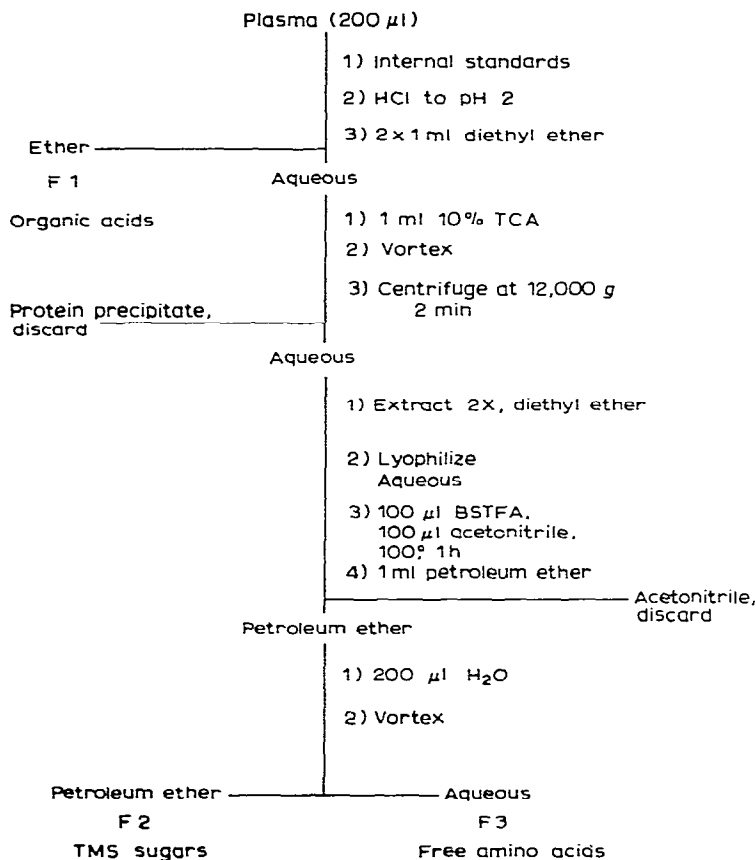 Plasma (200 µl)
1) Internal standards
2) HCl to pH 2
3) 2×1 ml diethyl ether
Ether
F 1
Aqueous
Organic acids
1) 1 ml 10% TCA
2) Vortex
3) Centrifuge at 12,000 g
2 min
Protein precipitate,
discard
Aqueous
1) Extract 2X, diethyl ether
2) Lyophilize
Aqueous
3) 100 µl BSTFA,
100 µl acetonitrile,
100°, 1h
4) 1 ml petroleum ether
Acetonitrile,
discard
Petroleum ether
1) 200 µl H₂O
2) Vortex
Petroleum ether
Aqueous
F 2
F 3
TMS sugars
Free amino acids